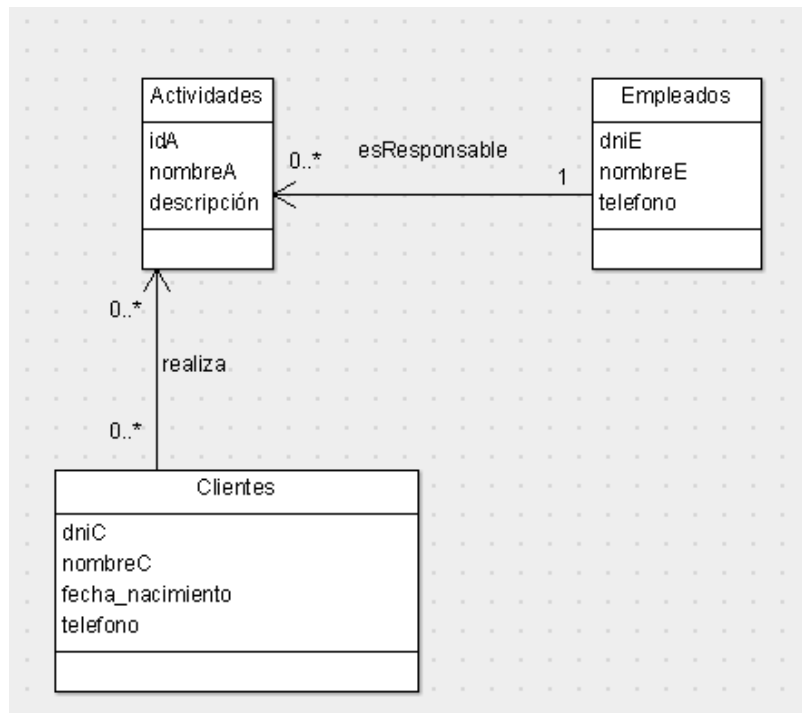 Actividades
idA
nombreA
descripción
0..*
esResponsable
1
Empleados
dniE
nombreE
telefono
0..*
realiza
0..*
Clientes
dniC
nombreC
fecha_nacimiento
telefono